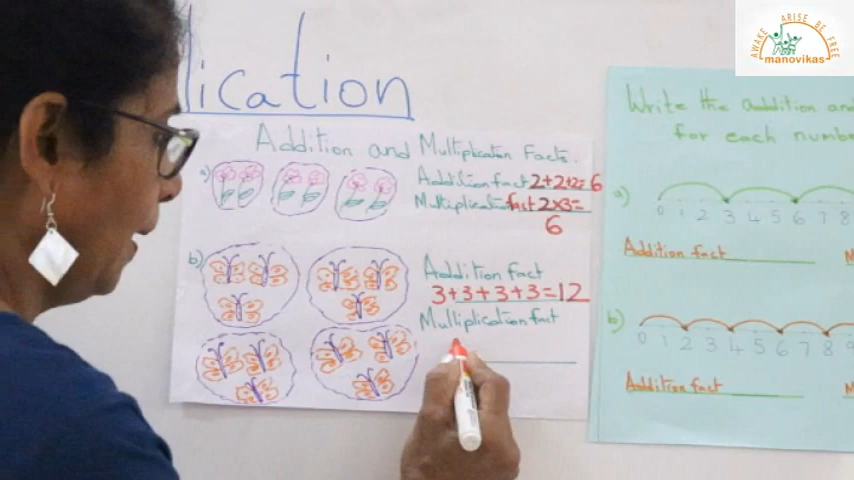 AWAKE ARISE BE FREE
manovikas
lication
Addition and Multiplication Facts.
a)
Addition fact 2+2+2=6
Multiplication fact 2x3=
6
b)
Addition fact
3+3+3+3=12
Multiplication fact
Write the addition an
for each numbe
a)
0 1 2 3 4 5 6 7 8
Addition fact
M
b)
0 1 2 3 4 5 6 7 8 9
Addition fact
M